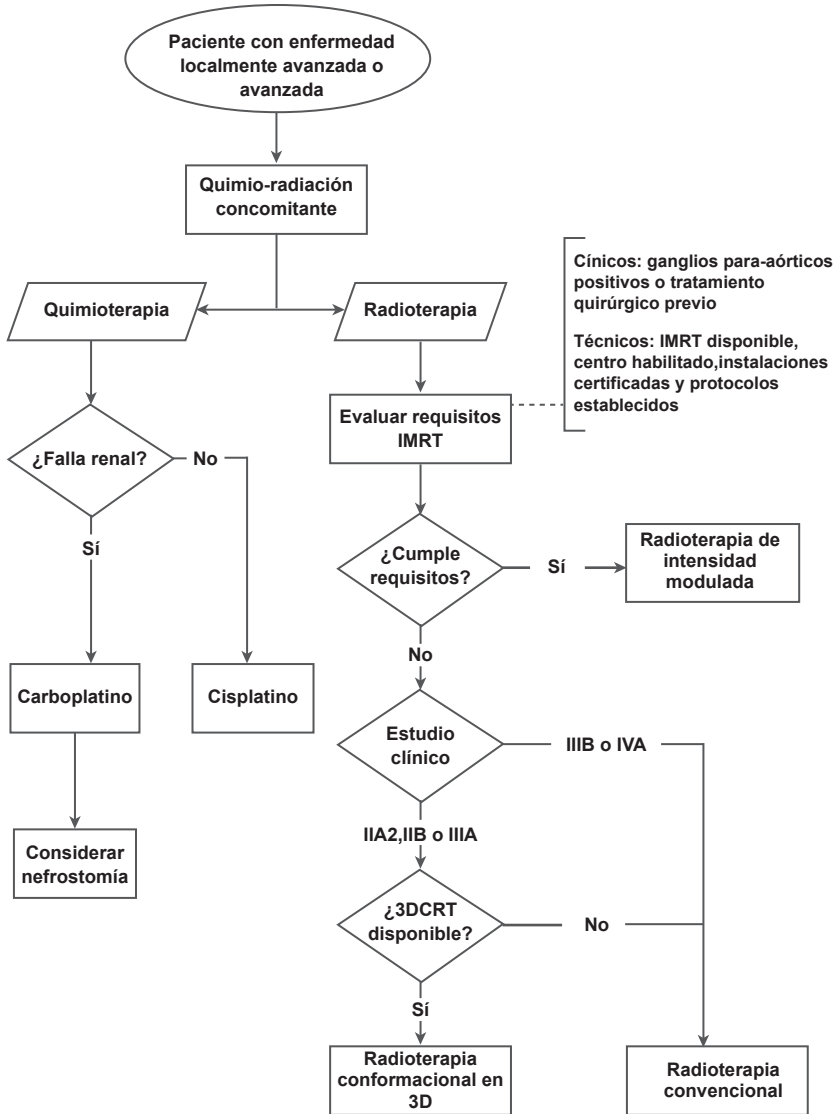 Paciente con enfermedad
localmente avanzada o
avanzada
Quimio-radiación
concomitante
Quimioterapia
Radioterapia
Cínicos: ganglios para-aórticos
positivos o tratamiento
quirúrgico previo
Técnicos: IMRT disponible,
centro habilitado,instalaciones
certificadas y protocolos
establecidos
Evaluar requisitos
IMRT
¿Falla renal?
No
Sí
¿Cumple
requisitos?
Sí
Radioterapia de
intensidad
modulada
No
Carboplatino
Cisplatino
Estudio
clínico
IIIB o IVA
IIA2,IIB o IIIA
Considerar
nefrostomía
¿3DCRT
disponible?
No
Sí
Radioterapia
conformacional en
3D
Radioterapia
convencional